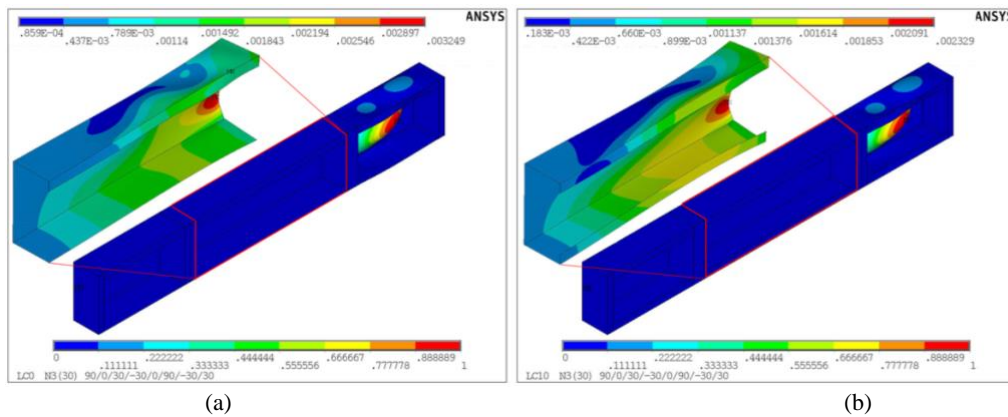 ANSYS
.859E-04 .789E-03 .001492 .002194 .002897
.437E-03 .00114 .001843 .002546 .003249
0 .222222 .444444 .666667 .888889
.111111 .333333 .555556 .777778 1
LC0 N3(30) 90/0/30/-30/0/90/-30/30
(a)
ANSYS
.183E-03 .660E-03 .001137 .001614 .002091
.422E-03 .899E-03 .001376 .001853 .002329
0 .222222 .444444 .666667 .888889
.111111 .333333 .555556 .777778 1
LC10 N3(30) 90/0/30/-30/0/90/-30/30
(b)